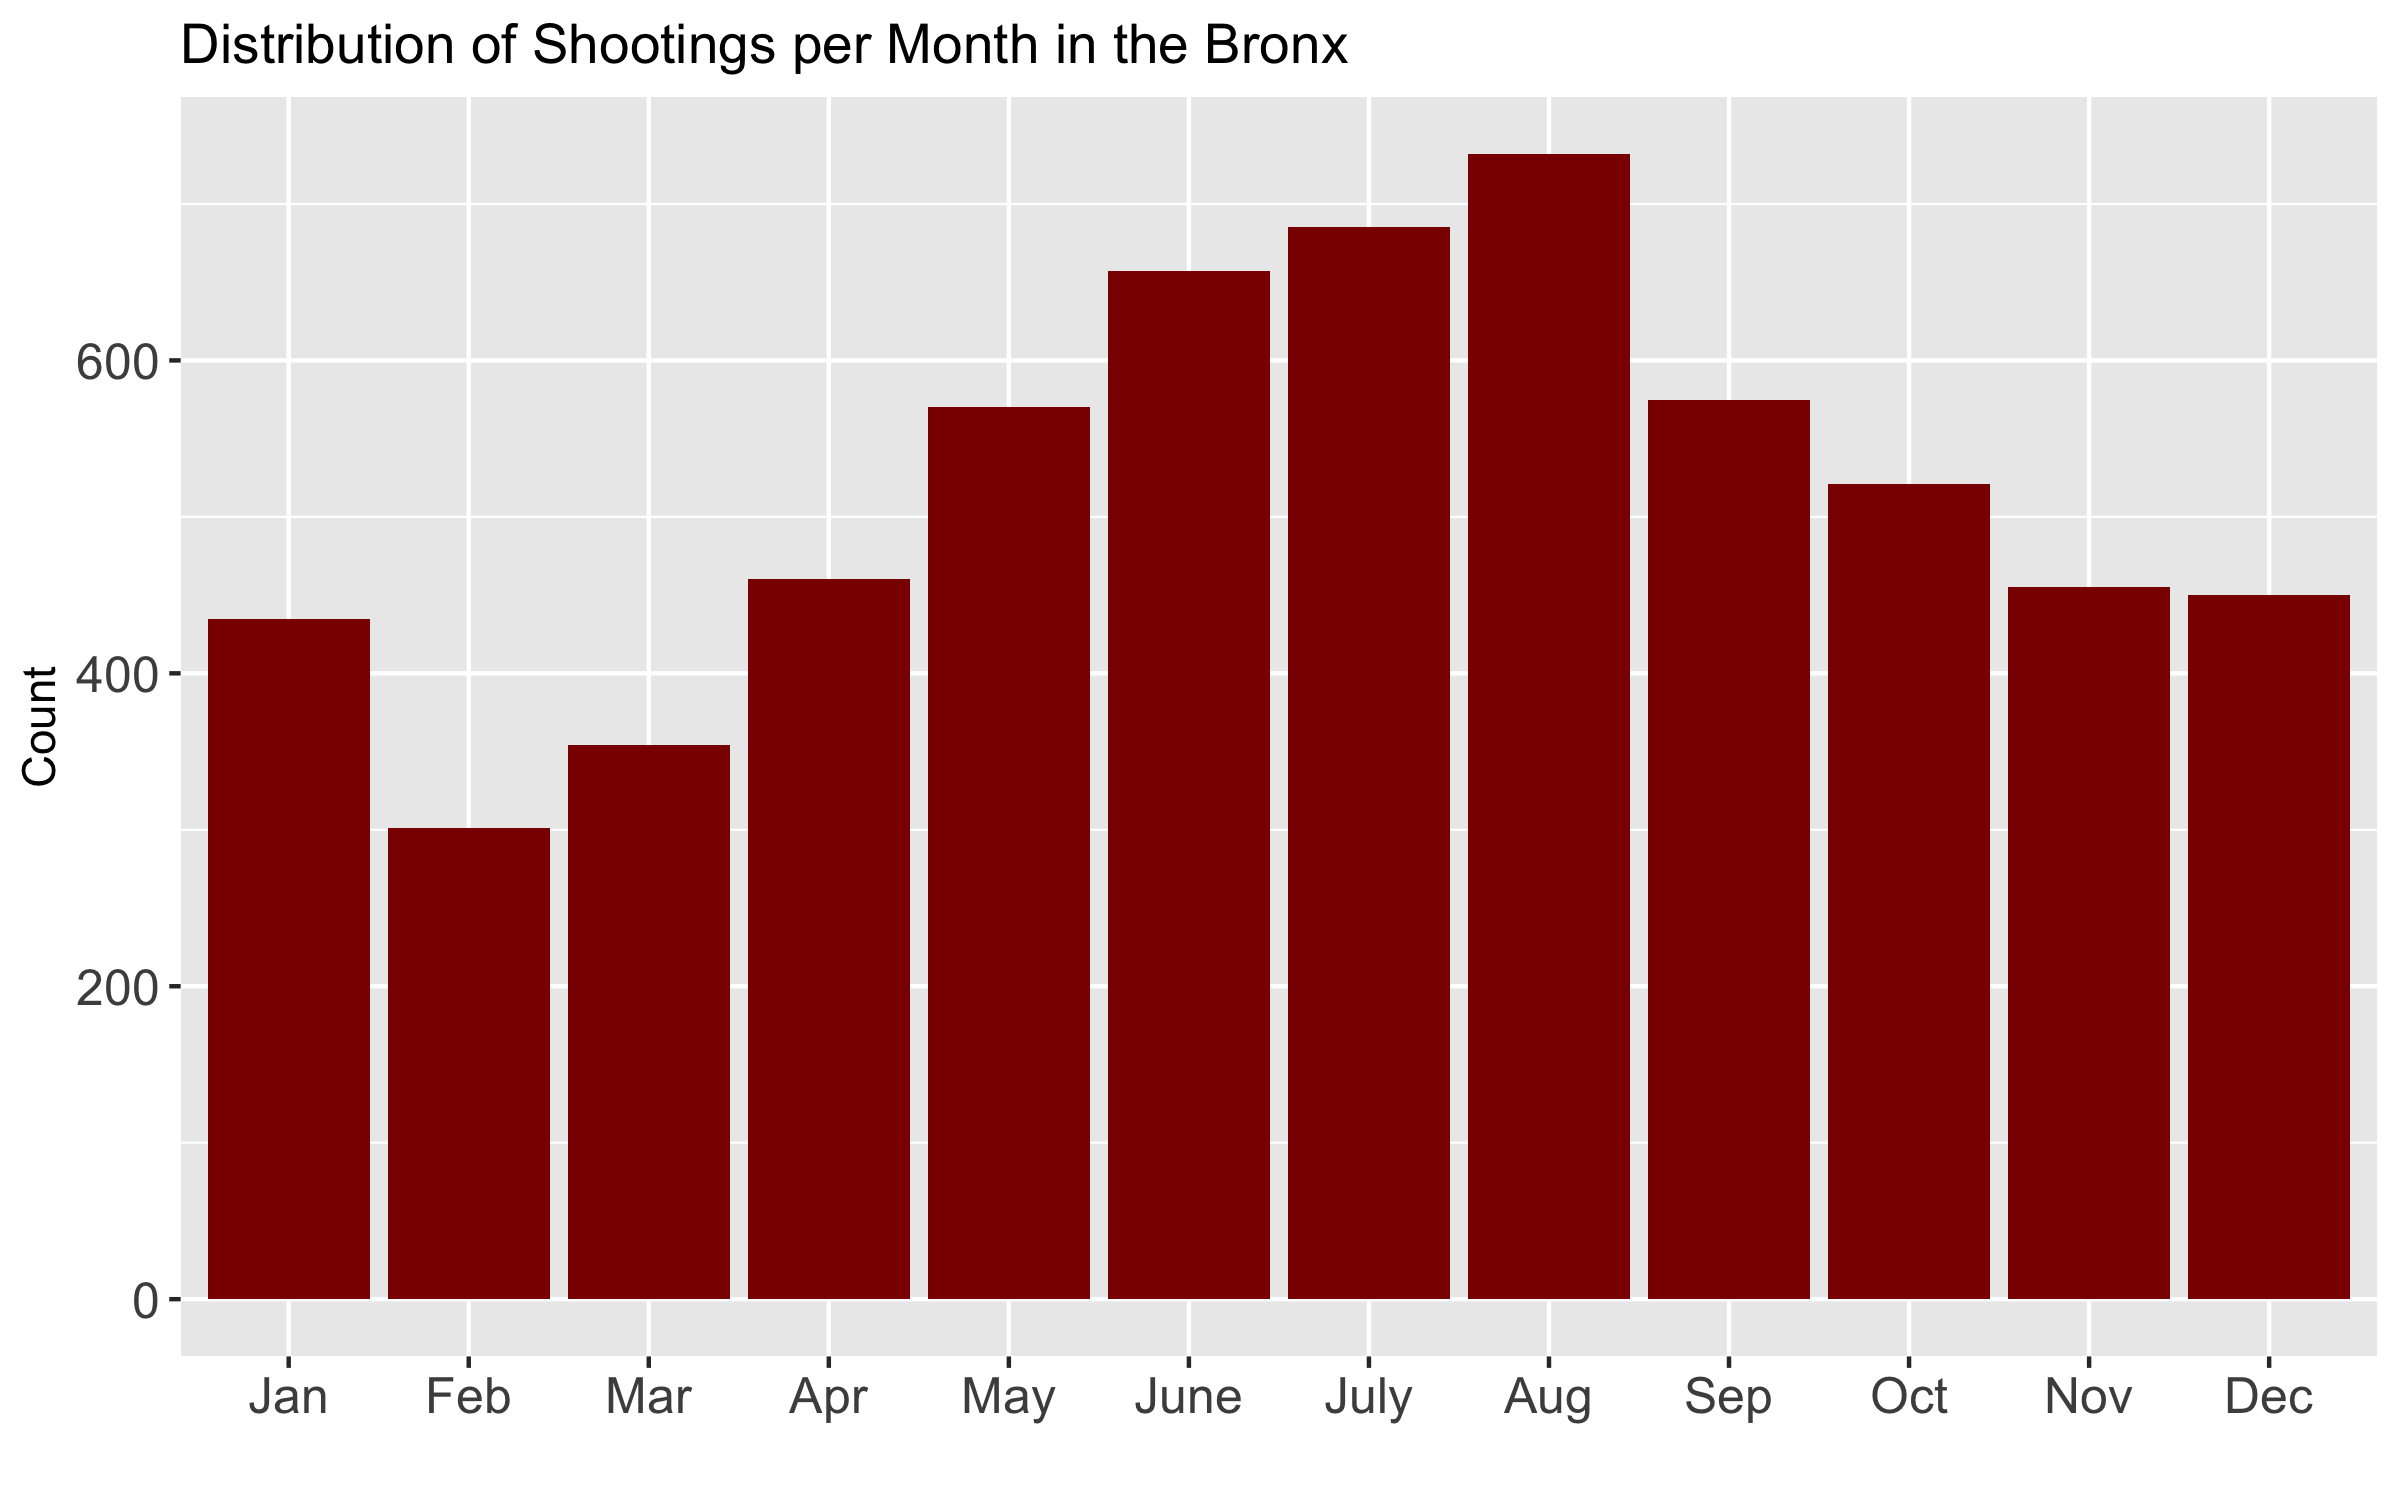 Distribution of Shootings per Month in the Bronx
Count
600
400
200
0
Jan Feb Mar Apr May June July Aug Sep Oct Nov Dec